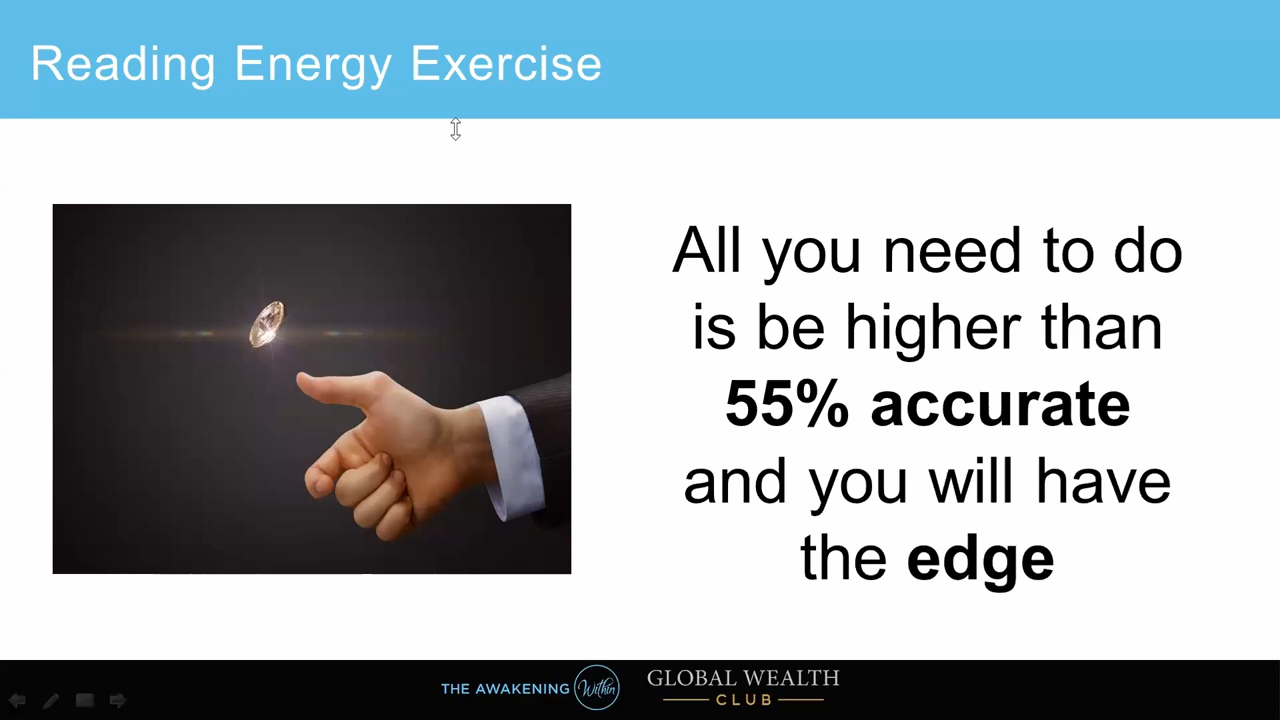 Reading Energy Exercise
All you need to do
is be higher than
55% accurate
and you will have
the edge
THE AWAKENING Within
GLOBAL WEALTH
CLUB